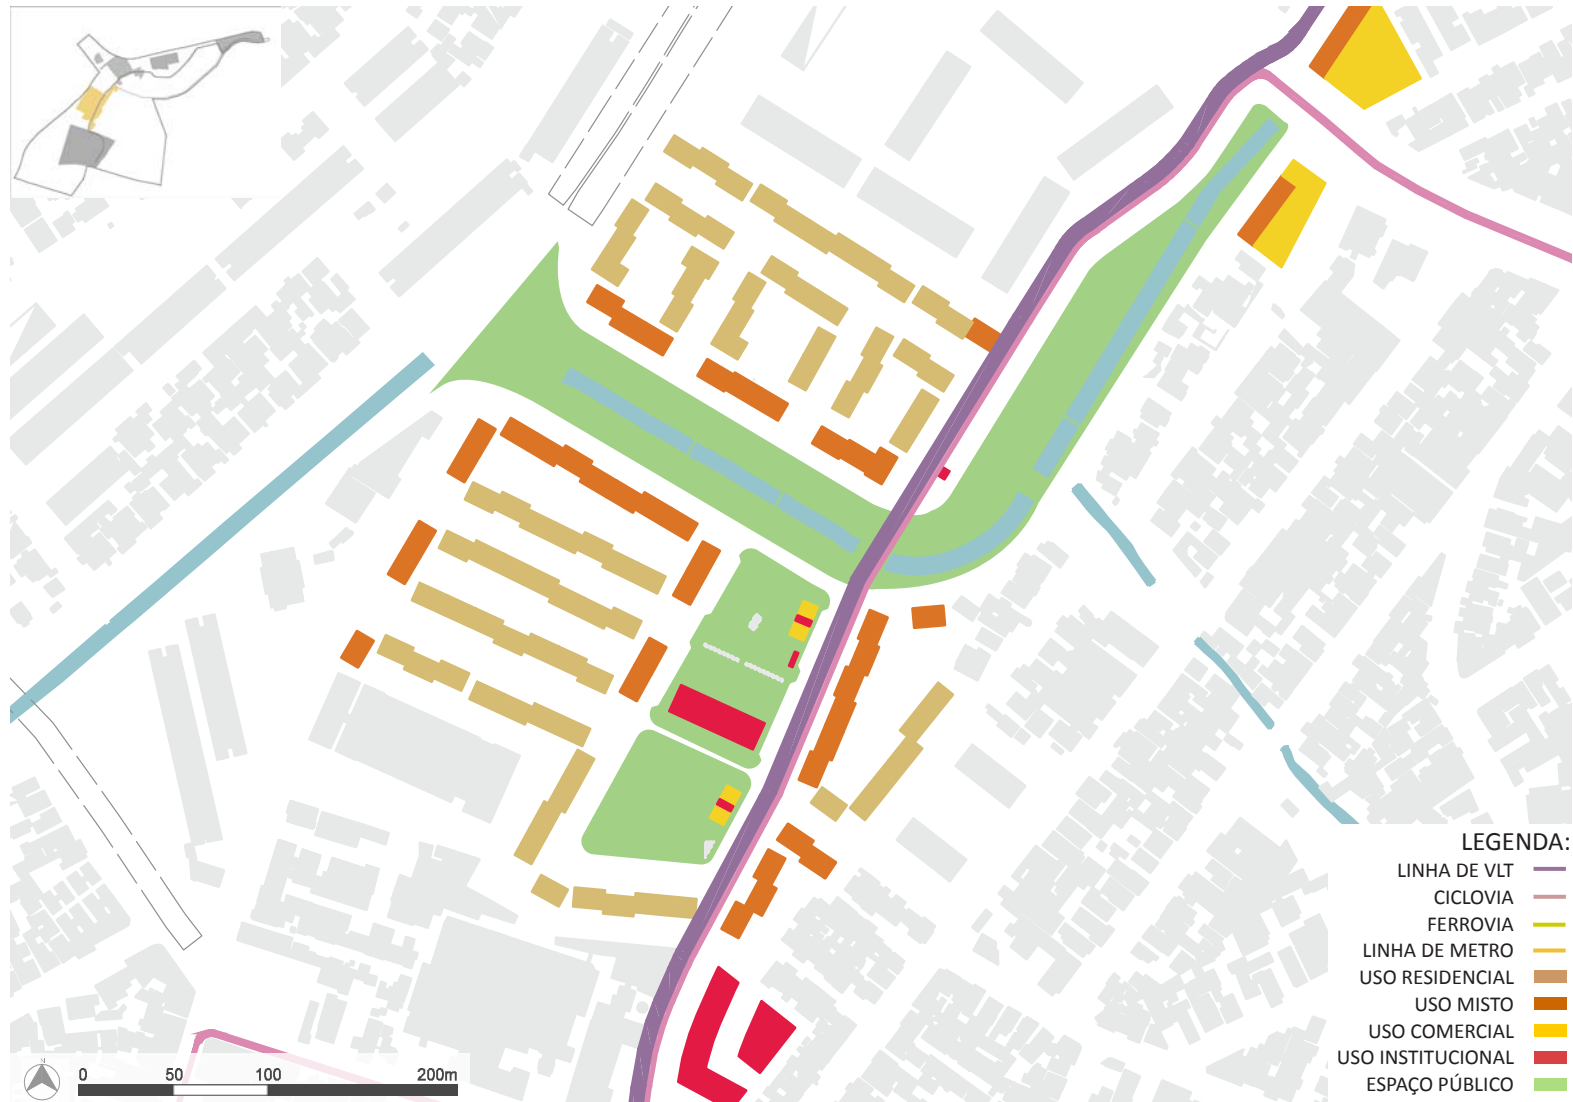 LEGENDA:
LINHA DE VLT
CICLOVIA
FERROVIA
LINHA DE METRO
USO RESIDENCIAL
USO MISTO
USO COMERCIAL
USO INSTITUCIONAL
ESPAÇO PÚBLICO
N
0 50 100 200m